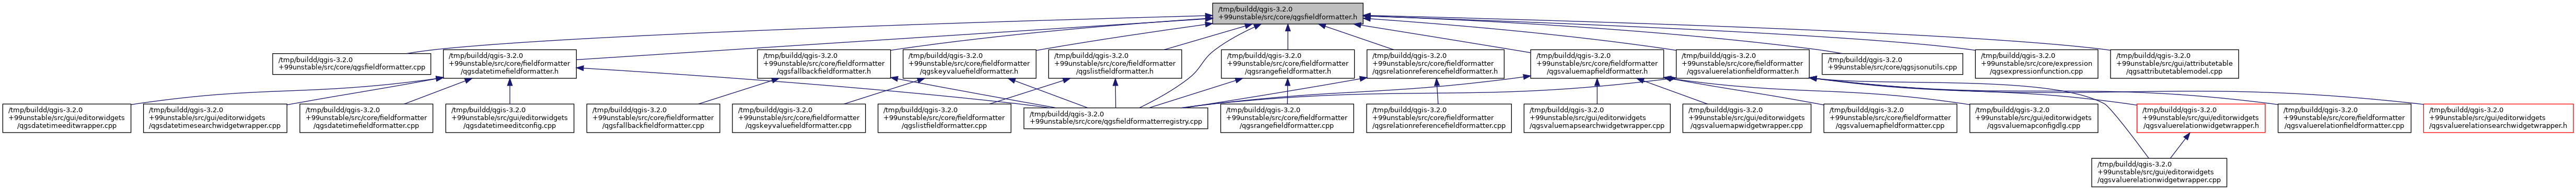 /tmp/buildd/qgis-3.2.0
+99unstable/src/core/qgsfieldformatter.h
/tmp/buildd/qgis-3.2.0
+99unstable/src/core/qgsfieldformatter.cpp
/tmp/buildd/qgis-3.2.0
+99unstable/src/core/fieldformatter
/qgsdatetimefieldformatter.h
/tmp/buildd/qgis-3.2.0
+99unstable/src/core/fieldformatter
/qgsfallbackfieldformatter.h
/tmp/buildd/qgis-3.2.0
+99unstable/src/core/fieldformatter
/qgskeyvaluefieldformatter.h
/tmp/buildd/qgis-3.2.0
+99unstable/src/core/fieldformatter
/qgslistfieldformatter.h
/tmp/buildd/qgis-3.2.0
+99unstable/src/core/fieldformatter
/qgsrangefieldformatter.h
/tmp/buildd/qgis-3.2.0
+99unstable/src/core/fieldformatter
/qgsrelationreferencefieldformatter.h
/tmp/buildd/qgis-3.2.0
+99unstable/src/core/fieldformatter
/qgsvaluemapfieldformatter.h
/tmp/buildd/qgis-3.2.0
+99unstable/src/core/fieldformatter
/qgsvaluerelationfieldformatter.h
/tmp/buildd/qgis-3.2.0
+99unstable/src/core/qgsjsonutils.cpp
/tmp/buildd/qgis-3.2.0
+99unstable/src/core/expression
/qgsexpressionfunction.cpp
/tmp/buildd/qgis-3.2.0
+99unstable/src/gui/attributetable
/qgsattributetablemodel.cpp
/tmp/buildd/qgis-3.2.0
+99unstable/src/gui/editorwidgets
/qgsdatetimeeditwrapper.cpp
/tmp/buildd/qgis-3.2.0
+99unstable/src/gui/editorwidgets
/qgsdatetimesearchwidgetwrapper.cpp
/tmp/buildd/qgis-3.2.0
+99unstable/src/core/fieldformatter
/qgsdatetimefieldformatter.cpp
/tmp/buildd/qgis-3.2.0
+99unstable/src/gui/editorwidgets
/qgsdatetimeeditconfig.cpp
/tmp/buildd/qgis-3.2.0
+99unstable/src/core/fieldformatter
/qgsfallbackfieldformatter.cpp
/tmp/buildd/qgis-3.2.0
+99unstable/src/core/fieldformatter
/qgskeyvaluefieldformatter.cpp
/tmp/buildd/qgis-3.2.0
+99unstable/src/core/fieldformatter
/qgslistfieldformatter.cpp
/tmp/buildd/qgis-3.2.0
+99unstable/src/core/qgsfieldformatterregistry.cpp
/tmp/buildd/qgis-3.2.0
+99unstable/src/core/fieldformatter
/qgsrangefieldformatter.cpp
/tmp/buildd/qgis-3.2.0
+99unstable/src/core/fieldformatter
/qgsrelationreferencefieldformatter.cpp
/tmp/buildd/qgis-3.2.0
+99unstable/src/gui/editorwidgets
/qgsvaluemapsearchwidgetwrapper.cpp
/tmp/buildd/qgis-3.2.0
+99unstable/src/gui/editorwidgets
/qgsvaluemapwidgetwrapper.cpp
/tmp/buildd/qgis-3.2.0
+99unstable/src/core/fieldformatter
/qgsvaluemapfieldformatter.cpp
/tmp/buildd/qgis-3.2.0
+99unstable/src/gui/editorwidgets
/qgsvaluemapconfigdlg.cpp
/tmp/buildd/qgis-3.2.0
+99unstable/src/gui/editorwidgets
/qgsvaluerelationwidgetwrapper.h
/tmp/buildd/qgis-3.2.0
+99unstable/src/core/fieldformatter
/qgsvaluerelationfieldformatter.cpp
/tmp/buildd/qgis-3.2.0
+99unstable/src/gui/editorwidgets
/qgsvaluerelationsearchwidgetwrapper.h
/tmp/buildd/qgis-3.2.0
+99unstable/src/gui/editorwidgets
/qgsvaluerelationwidgetwrapper.cpp